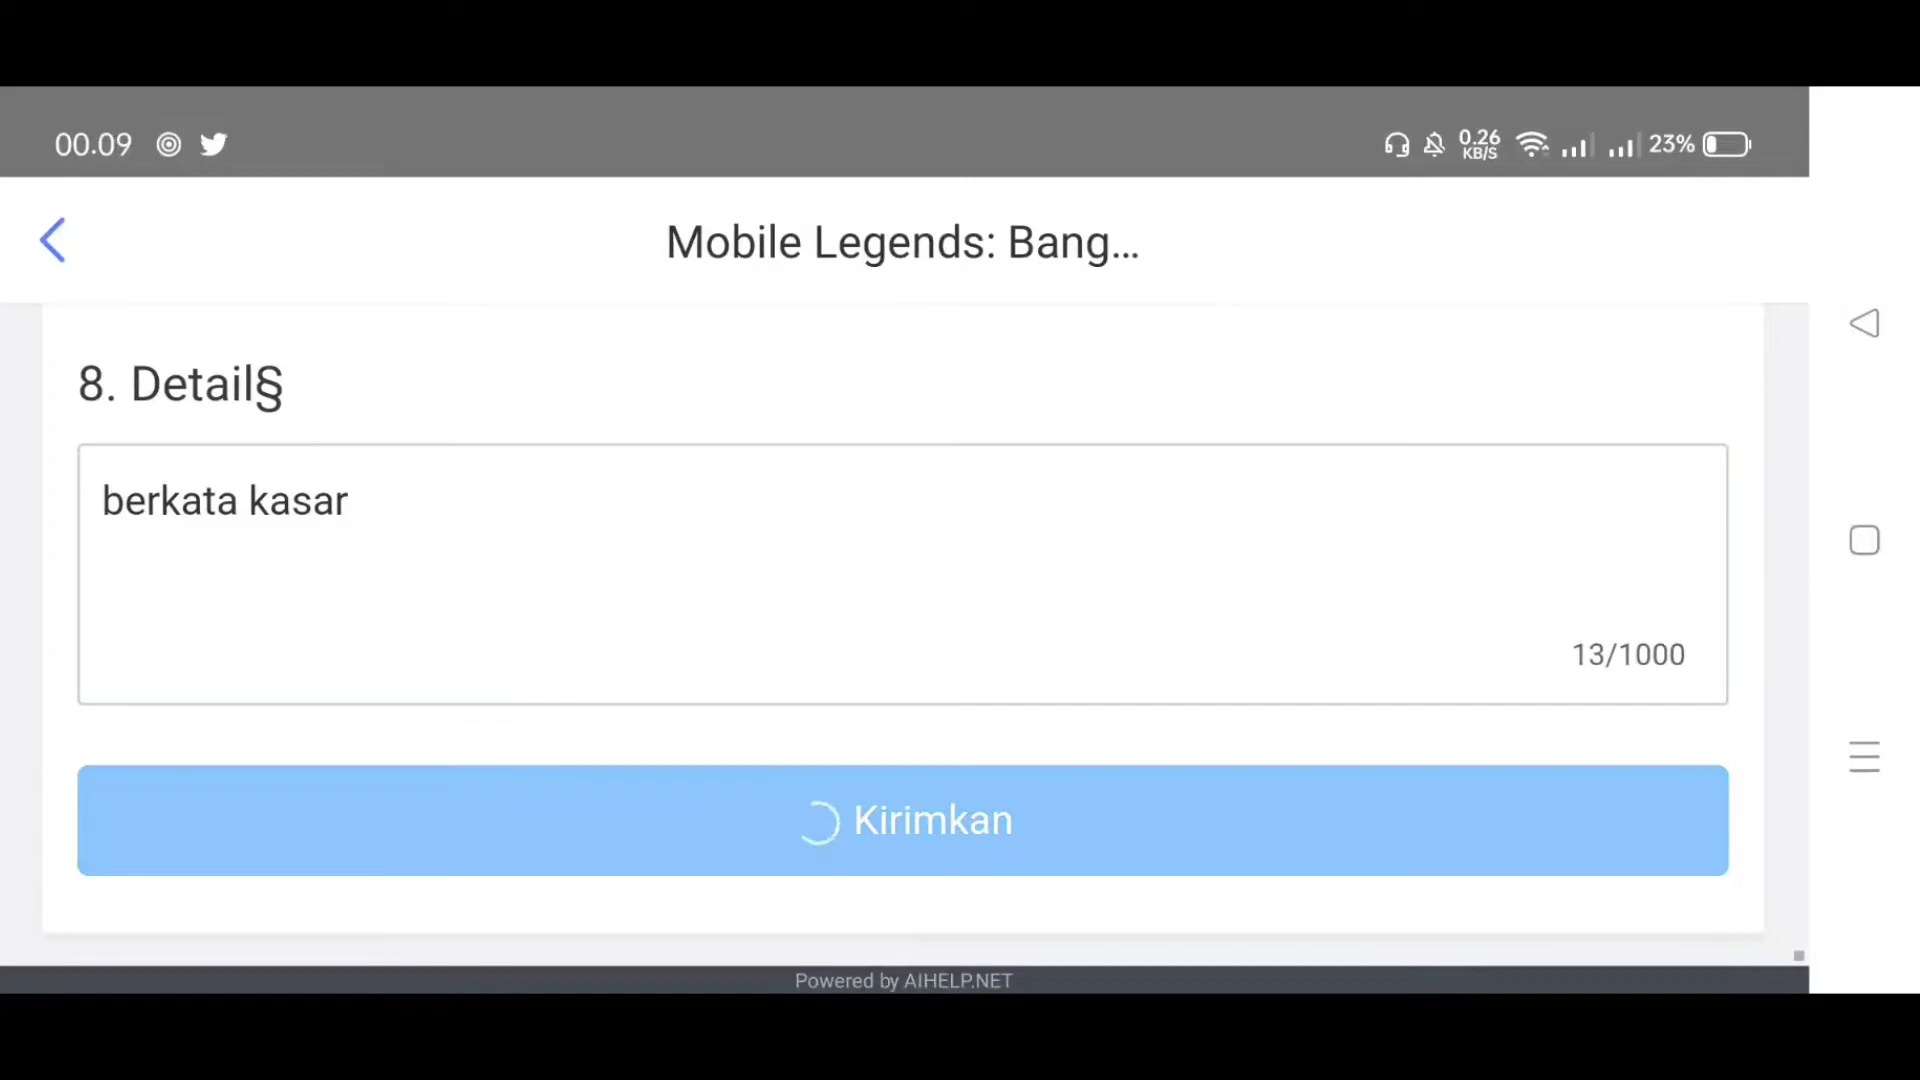 00.09
0.26
KB/S
23%
Mobile Legends: Bang...
8. Detail§
berkata kasar
13/1000
Kirimkan
Powered by AIHELP.NET